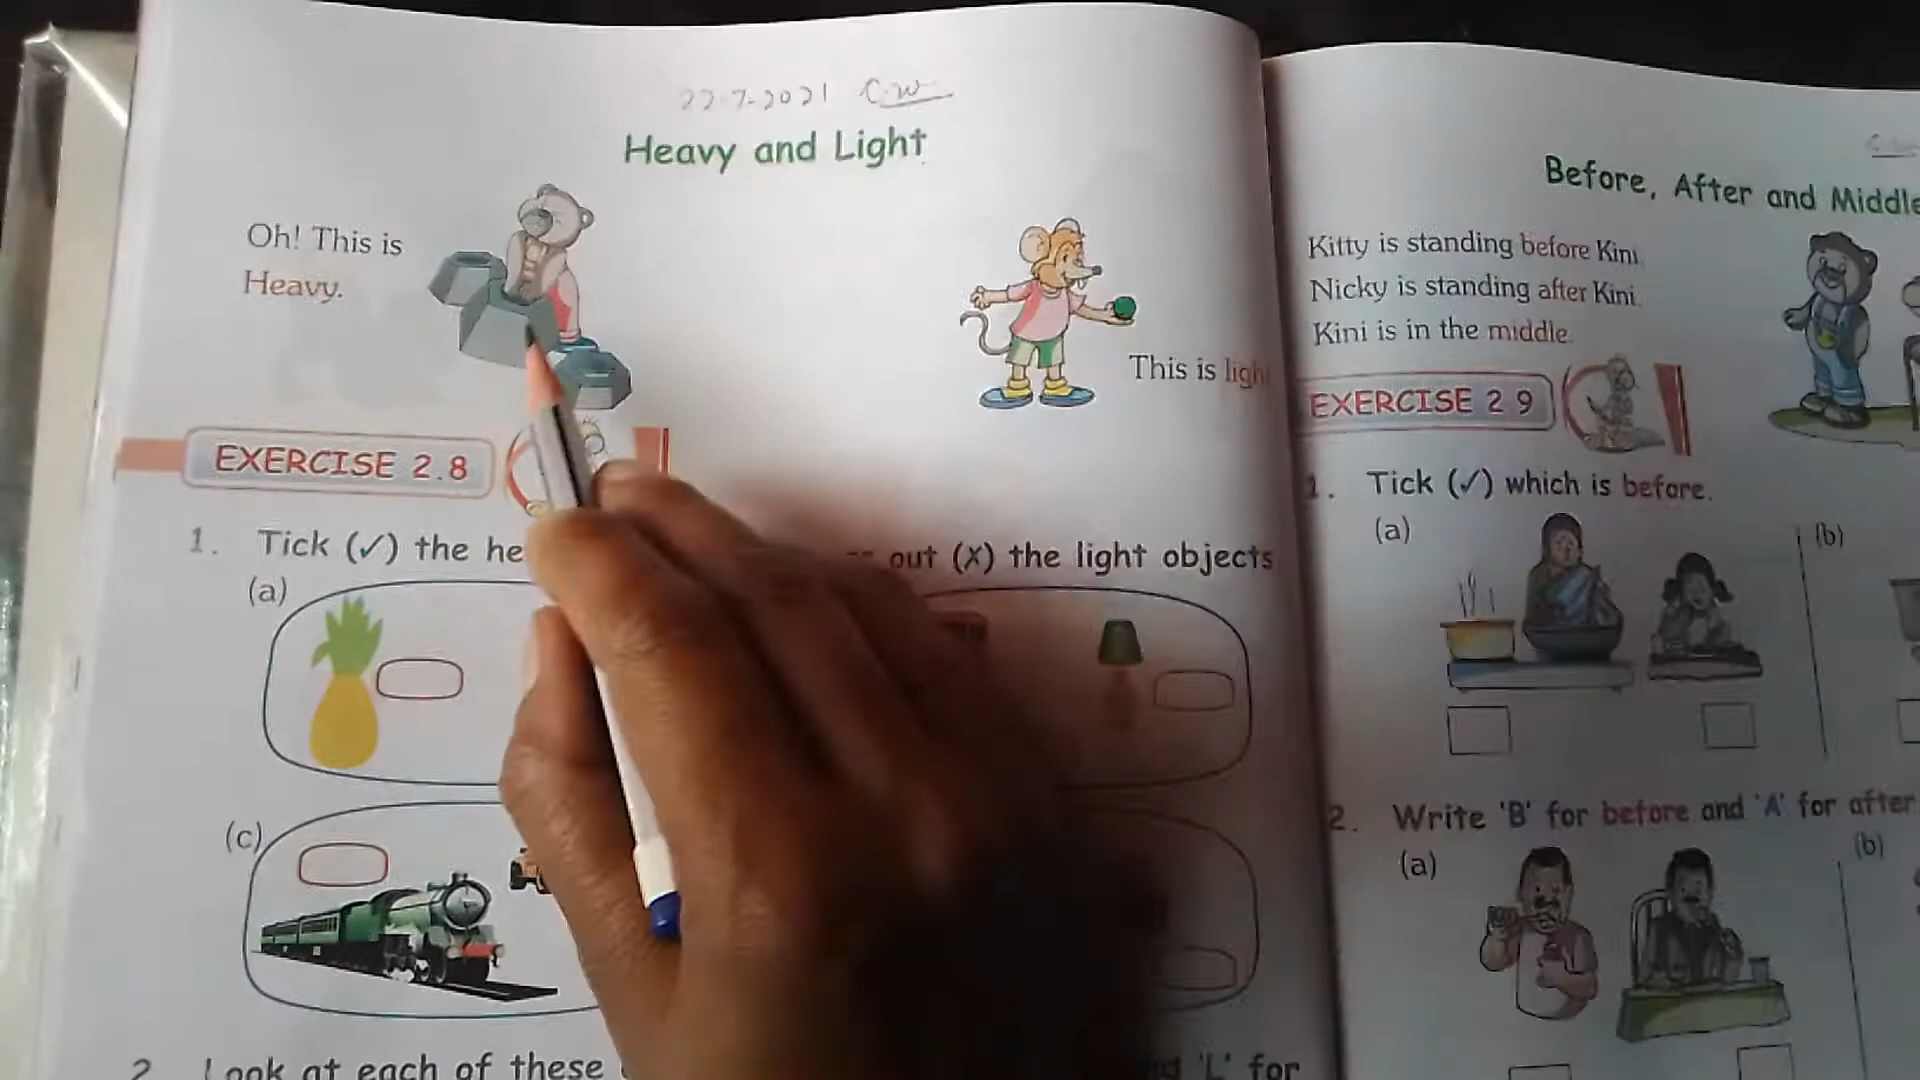 22-7-2021 C.W
Heavy and Light
Oh! This is
Heavy.
This is
EXERCISE 2.8
1. Tick (✓) the
out (x) the light objects
(a)
(c)
2. Look at each of these
'L' for
Before, After and Middle
Kitty is standing before Kini.
Nicky is standing after Kini.
Kini is in the middle.
EXERCISE 2 9
1. Tick (✓) which is before.
(a)
(b)
2. Write 'B' for before and 'A' for after
(a)
(b)